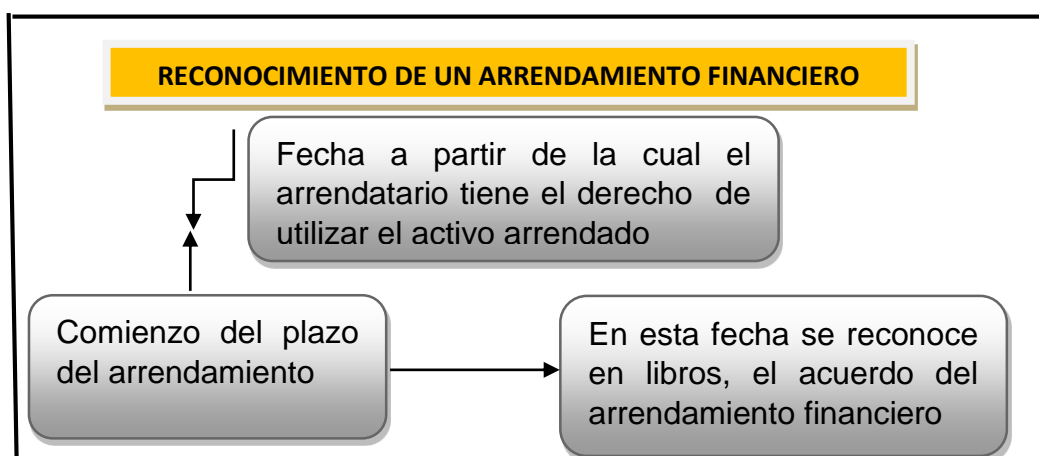 RECONOCIMIENTO DE UN ARRENDAMIENTO FINANCIERO
Fecha a partir de la cual el
arrendatario tiene el derecho de
utilizar el activo arrendado
Comienzo del plazo
del arrendamiento
En esta fecha se reconoce
en libros, el acuerdo del
arrendamiento financiero